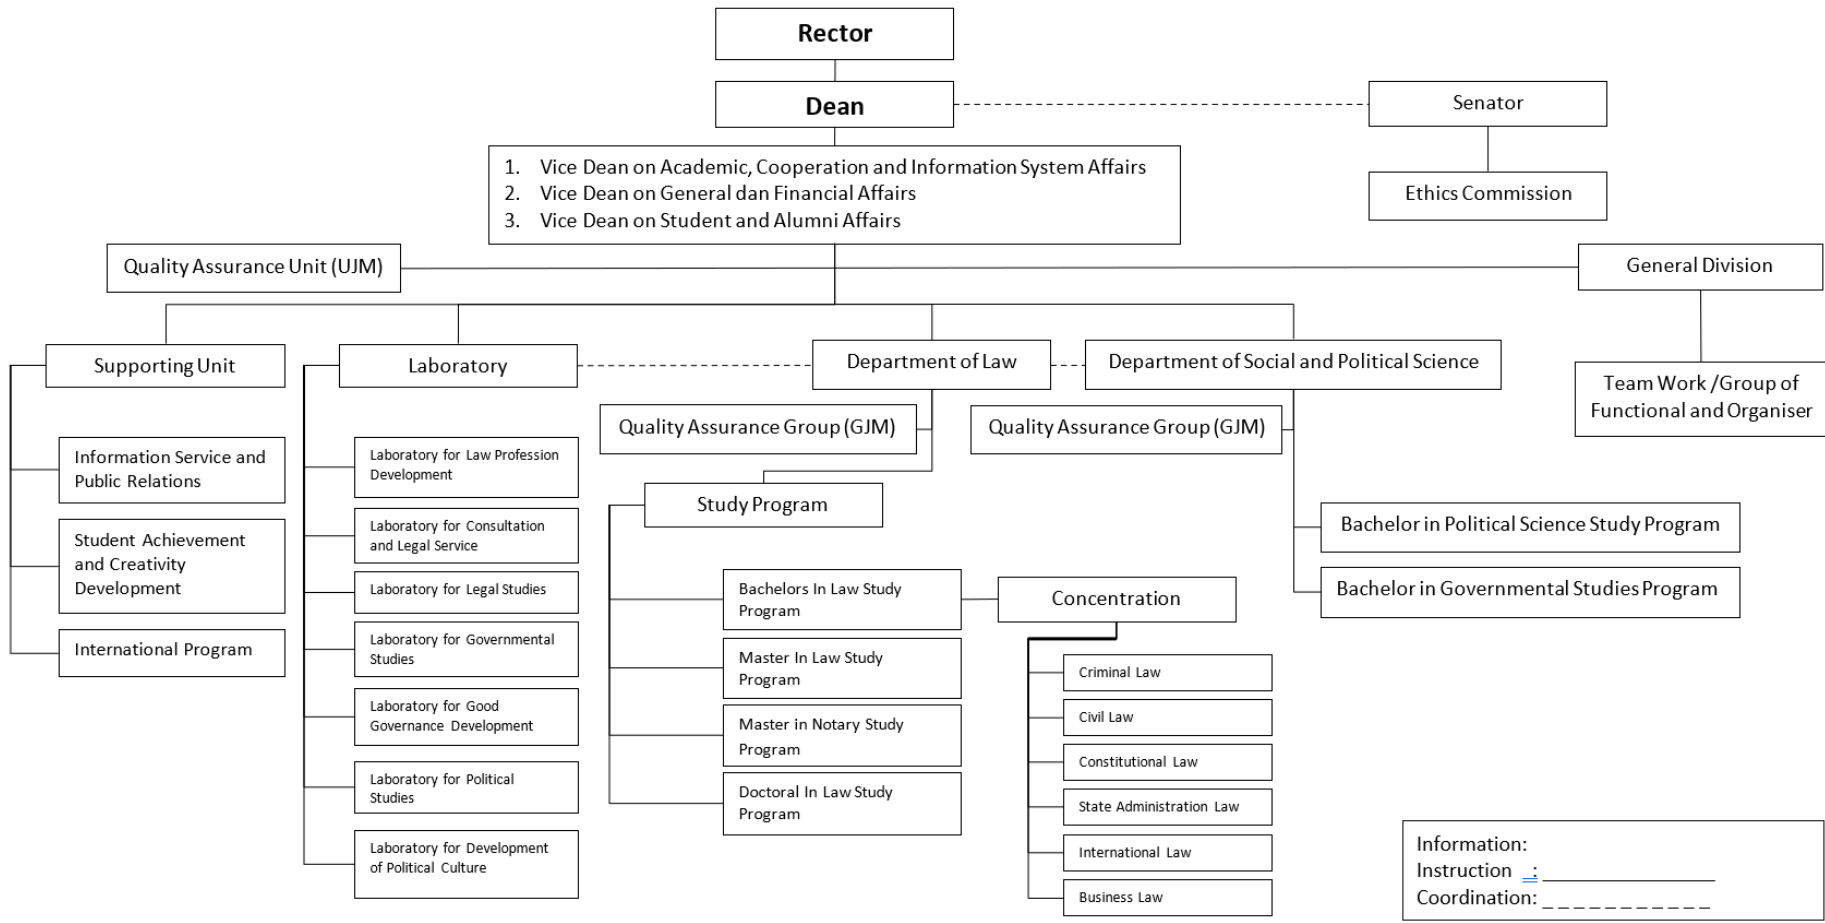 Rector
Dean
Senator
1. Vice Dean on Academic, Cooperation and Information System Affairs
2. Vice Dean on General dan Financial Affairs
3. Vice Dean on Student and Alumni Affairs
Ethics Commission
Quality Assurance Unit (UJM)
General Division
Supporting Unit
Laboratory
Department of Law
Department of Social and Political Science
Team Work /Group of
Functional and Organiser
Quality Assurance Group (GJM)
Quality Assurance Group (GJM)
Information Service and
Public Relations
Student Achievement
and Creativity
Development
International Program
Laboratory for Law Profession
Development
Laboratory for Consultation
and Legal Service
Laboratory for Legal Studies
Laboratory for Governmental
Studies
Laboratory for Good
Governance Development
Laboratory for Political
Studies
Laboratory for Development
of Political Culture
Study Program
Bachelors In Law Study
Program
Master In Law Study
Program
Master in Notary Study
Program
Doctoral In Law Study
Program
Concentration
Criminal Law
Civil Law
Constitutional Law
State Administration Law
International Law
Business Law
Bachelor in Political Science Study Program
Bachelor in Governmental Studies Program
Information:
Instruction : ____________________
Coordination: _ _ _ _ _ _ _ _ _ _ _